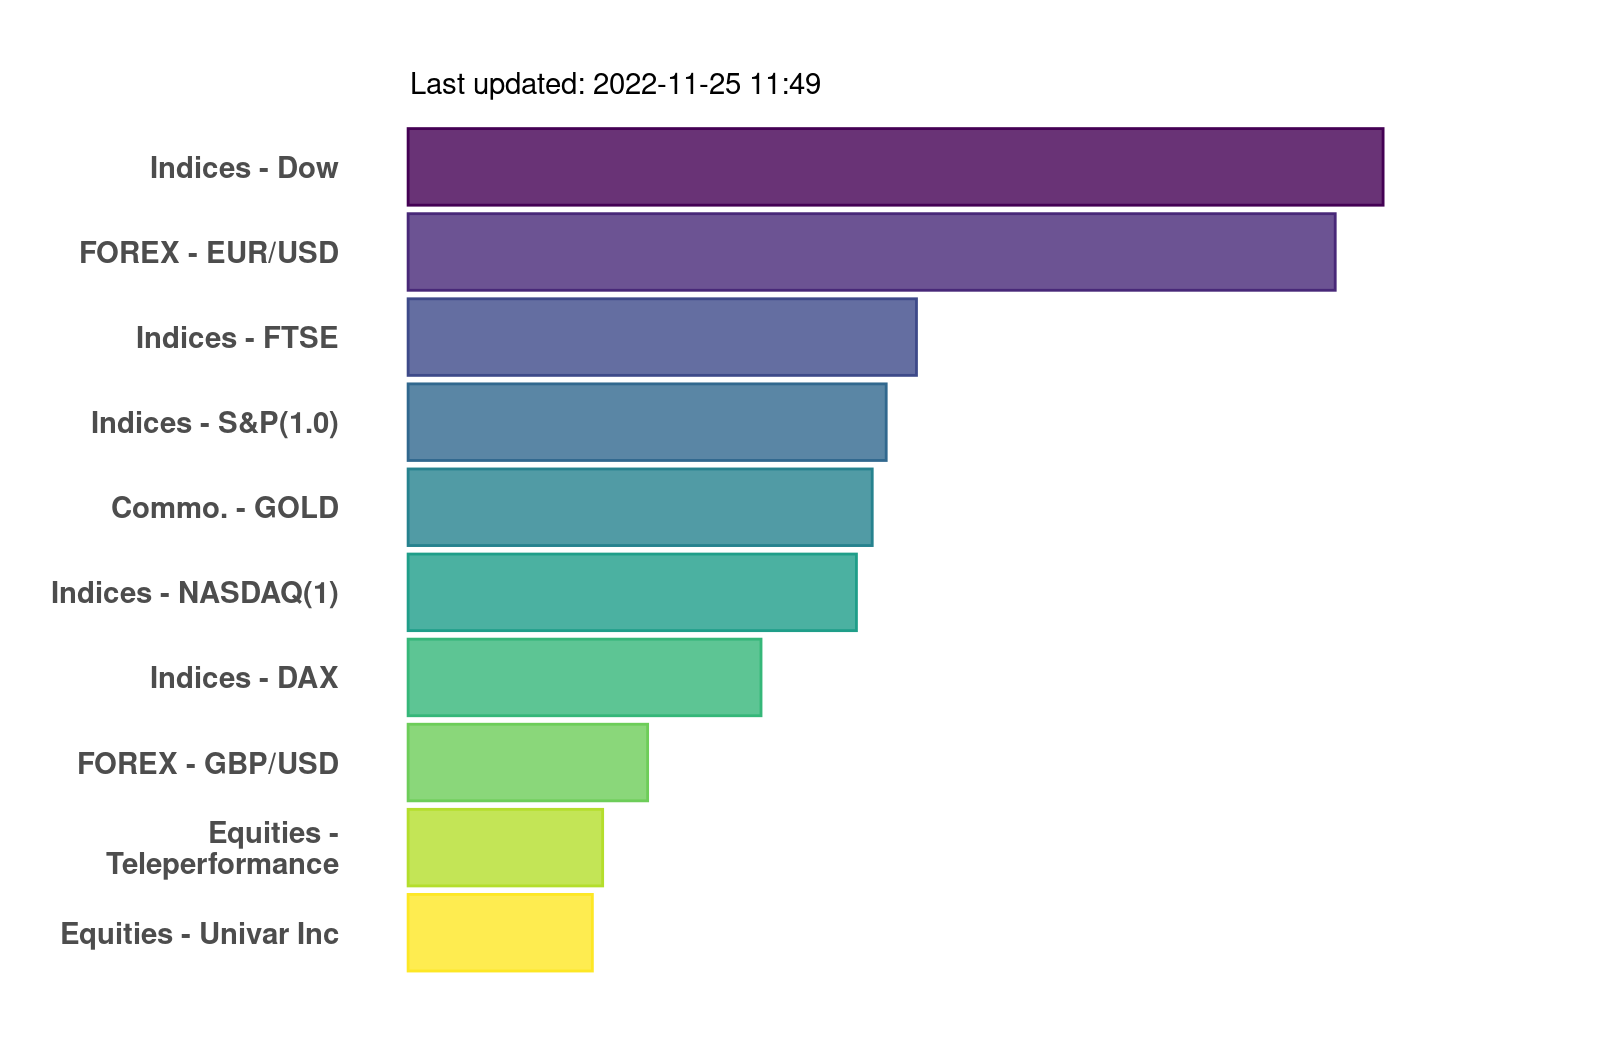 Last updated: 2022-11-25 11:49
Indices - Dow
FOREX - EUR/USD
Indices - FTSE
Indices - S&P(1.0)
Commo. - GOLD
Indices - NASDAQ(1)
Indices - DAX
FOREX - GBP/USD
Equities -
Teleperformance
Equities - Univar Inc